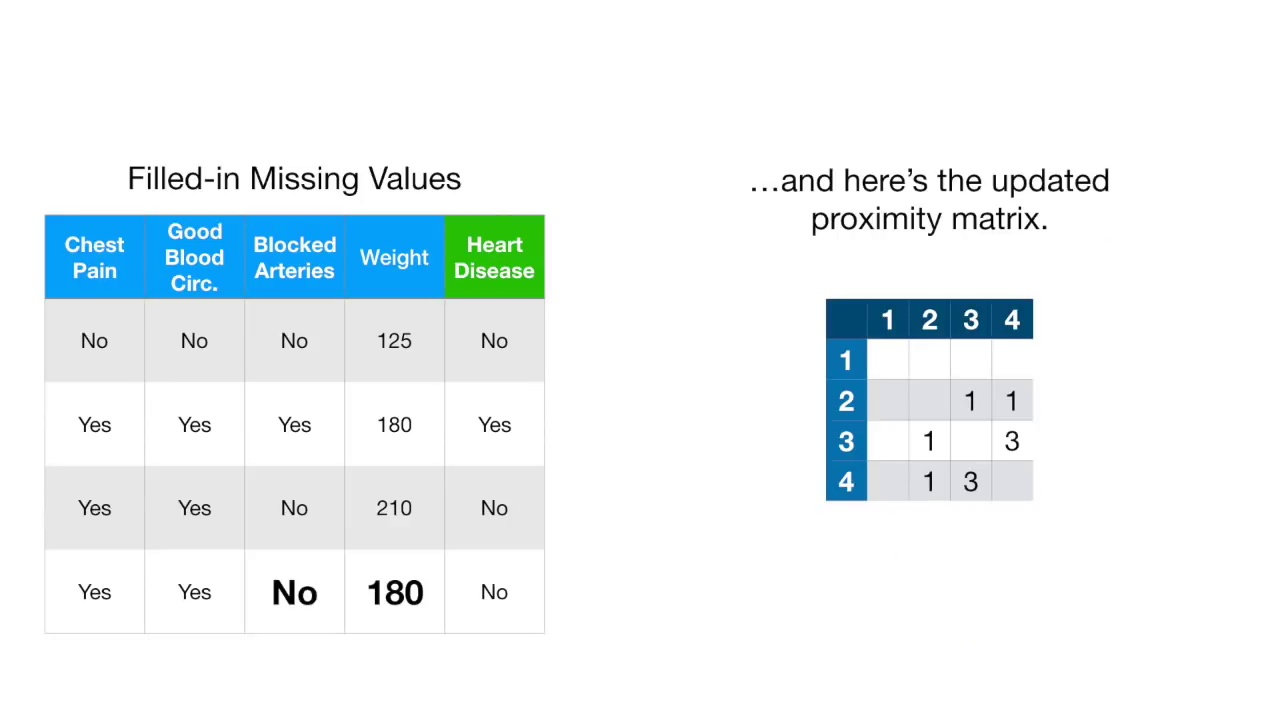 Filled-in Missing Values
Chest Pain Good Blood Circ. Blocked Arteries Weight Heart Disease
No No No 125 No
Yes Yes Yes 180 Yes
Yes Yes No 210 No
Yes Yes No 180 No
…and here’s the updated
proximity matrix.
1 2 3 4
1
2 1 1
3 1 3
4 1 3